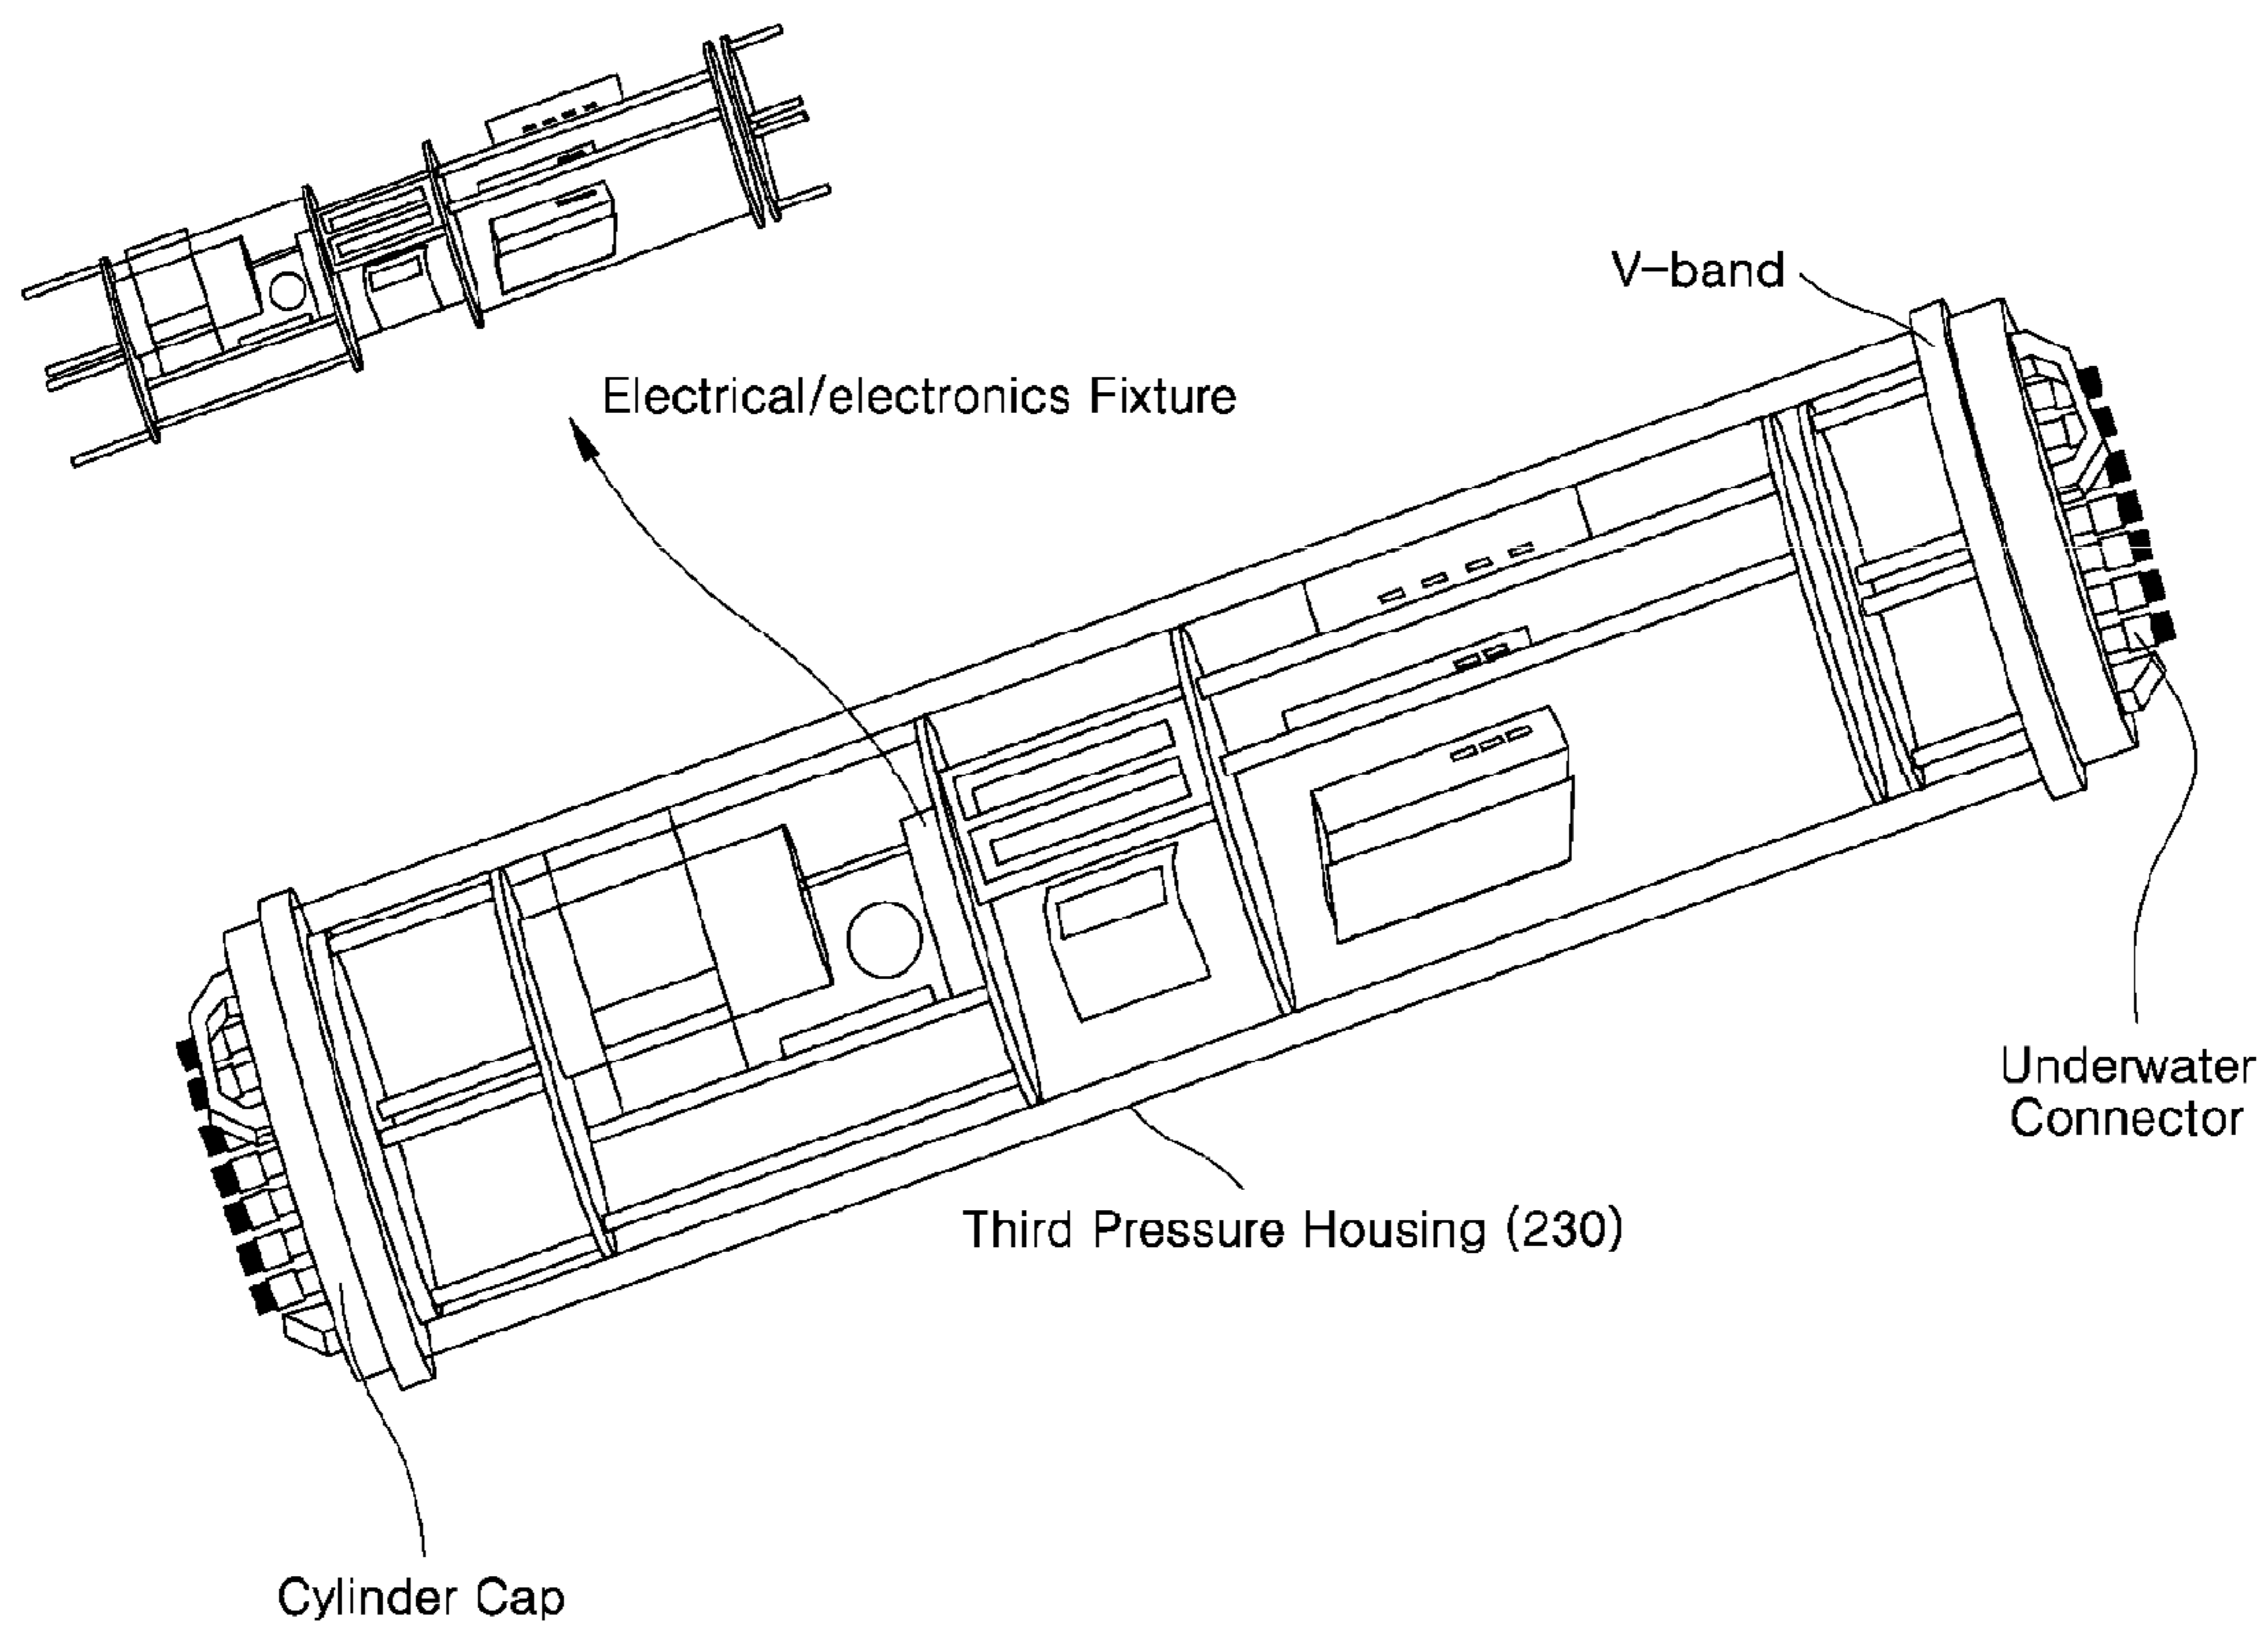 V-band
Electrical/electronics Fixture
Underwater
Connector
Third Pressure Housing (230)
Cylinder Cap